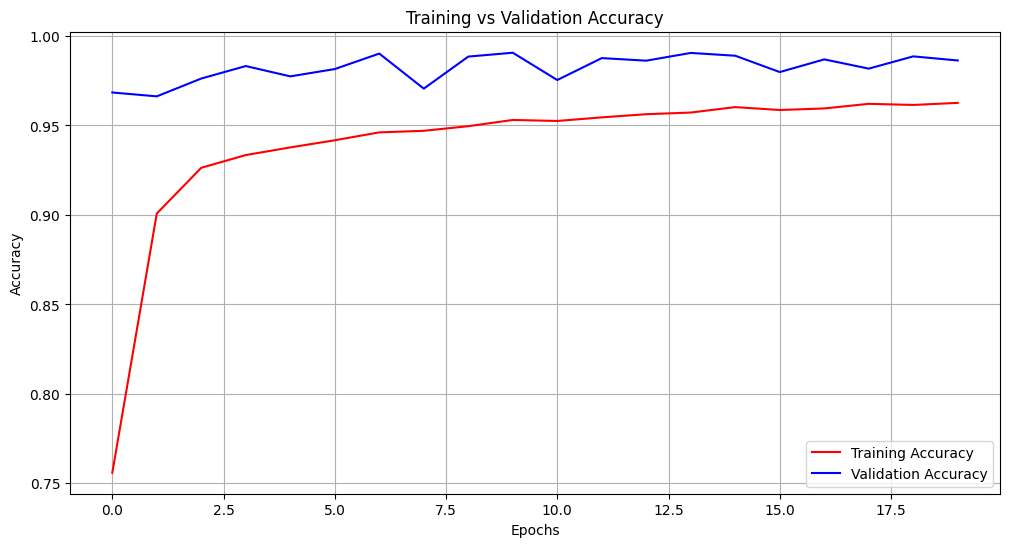 Training vs Validation Accuracy
1.00
0.95
0.90
0.85
0.80
0.75
Accuracy
Training Accuracy
Validation Accuracy
0.0 2.5 5.0 7.5 10.0 12.5 15.0 17.5
Epochs